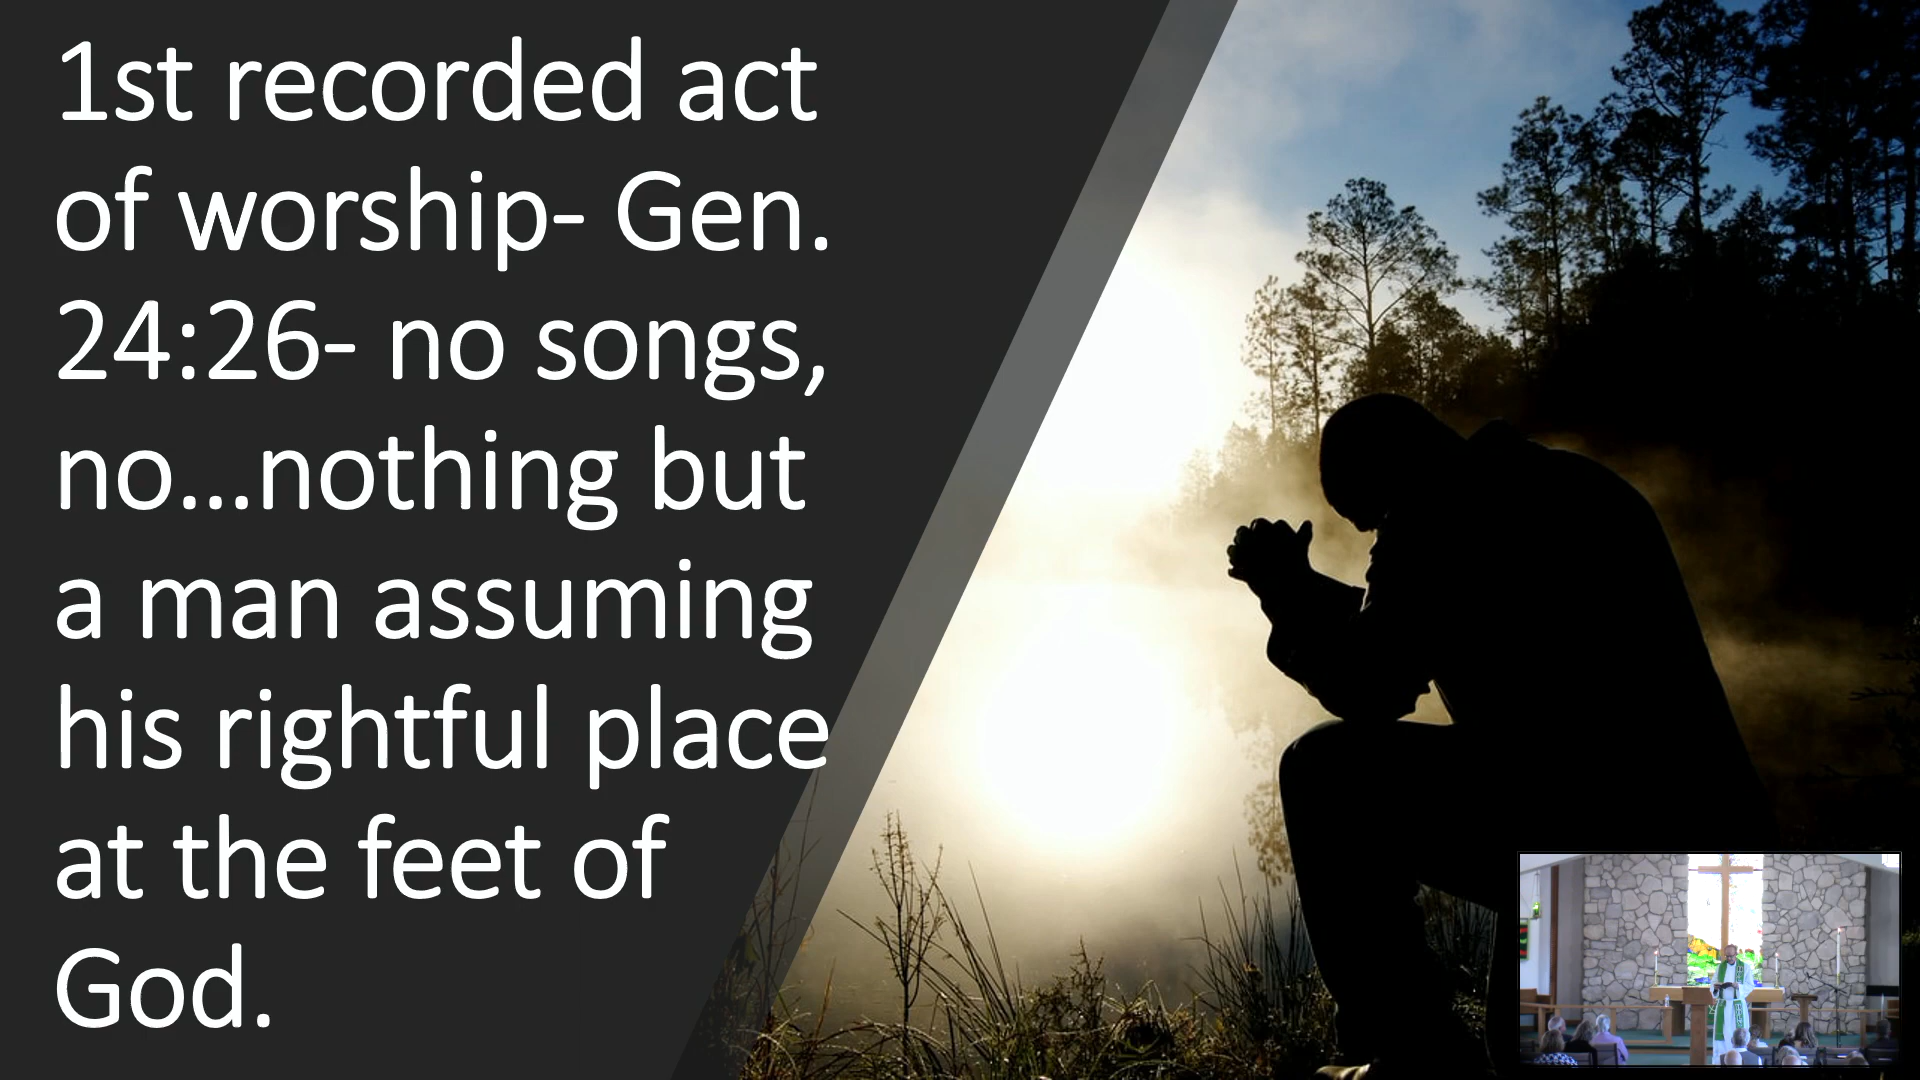 1st recorded act
of worship- Gen.
24:26- no songs,
no...nothing but
a man assuming
his rightful place
at the feet of
God.